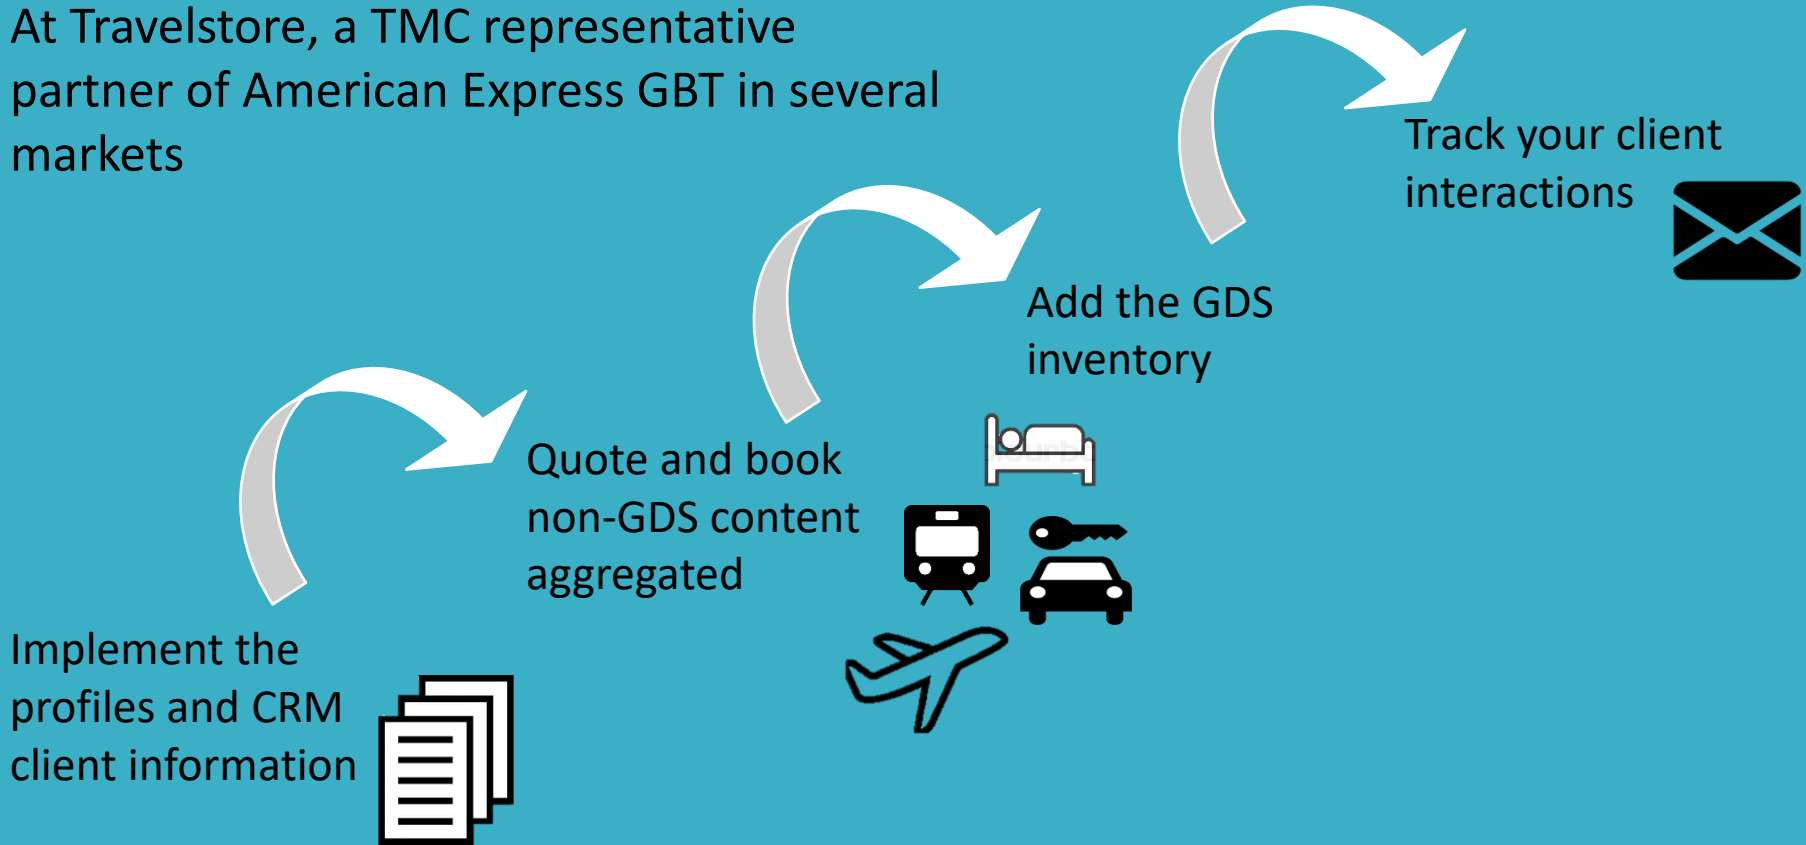 At Travelstore, a TMC representative
partner of American Express GBT in several
markets
Track your client
interactions
Add the GDS
inventory
Quote and book
non-GDS content
aggregated
Implement the
profiles and CRM
client information